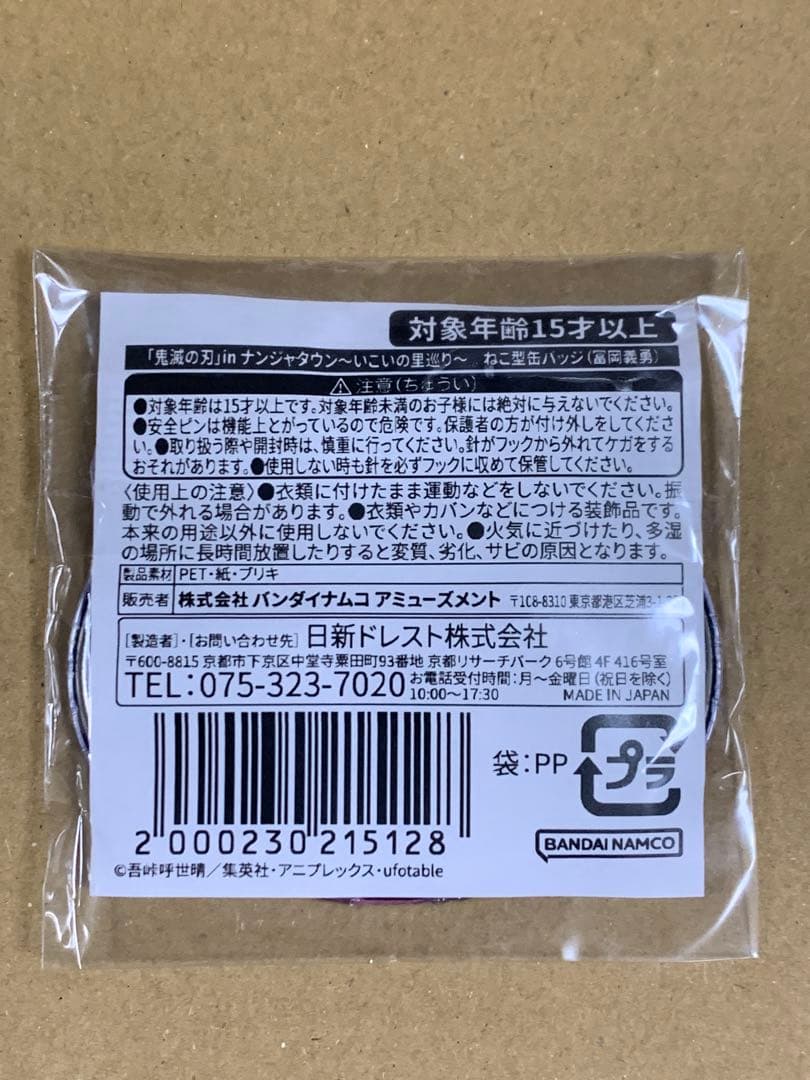 対象年齢15才以上
「鬼滅の刃」in ナンジャタウン～いこいの里巡り～ ねこ型缶バッジ(冨岡義勇)
⚠注意(ちゅうい)
●対象年齢は15才以上です。対象年齢未満のお子様には絶対に与えないでください。
●安全ピンは機能上とがっているので危険です。保護者の方が付け外しをしてくださ
い。●取り扱う際や開封時は、慎重に行ってください。針がフックから外れてケガをする
おそれがあります。●使用しない時も針を必ずフックに収めて保管してください。
〈使用上の注意〉●衣類に付けたまま運動などをしないでください。振
動で外れる場合があります。●衣類やカバンなどにつける装飾品です。
本来の用途以外に使用しないでください。●火気に近づけたり、多湿
の場所に長時間放置したりすると変質、劣化、サビの原因となります。
製品素材 PET・紙・ブリキ
販売者 株式会社 バンダイナムコ アミューズメント 〒108-8310 東京都港区芝浦
[製造者]・[お問い合わせ先] 日新ドレスト株式会社
〒600-8815 京都市下京区中堂寺粟田町93番地 京都リサーチパーク 6号館 4F 416号室
TEL:075-323-7020 お電話受付時間:月～金曜日(祝日を除く)
10:00～17:30 MADE IN JAPAN
袋:PP プラ
2 000230 215128
BANDAI NAMCO
©吾峠呼世晴／集英社・アニプレックス・ufotable